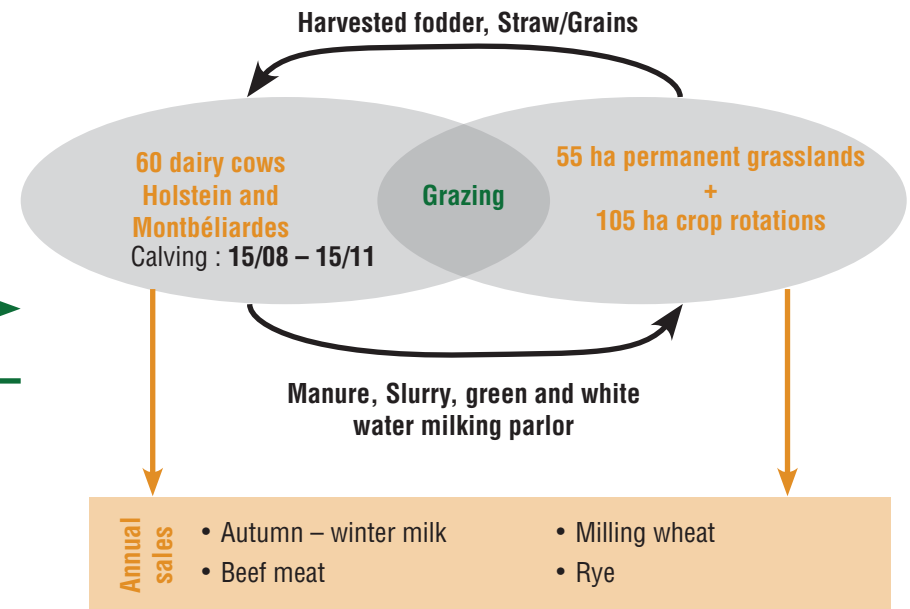 Harvested fodder, Straw/Grains
60 dairy cows
Holstein and
Montbéliardes
Calving : 15/08 – 15/11
Grazing
55 ha permanent grasslands
+
105 ha crop rotations
Manure, Slurry, green and white
water milking parlor
Annual
sales
• Autumn – winter milk
• Beef meat
• Milling wheat
• Rye